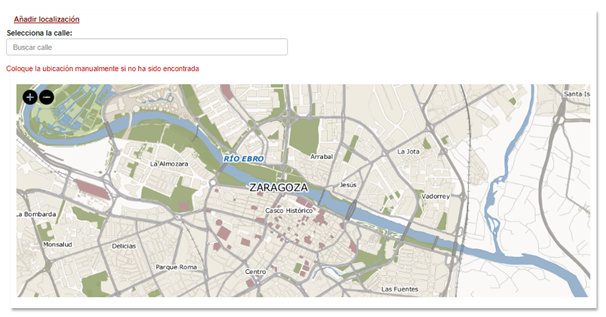 Añadir localización
Selecciona la calle:
Buscar calle
Coloque la ubicación manualmente si no ha sido encontrada
Santa Is
La Jota
RÍO EBRO
Arrabal
La Almozara
ZARAGOZA
Jesús
Vadorrey
La Bombarda
Casco Histórico
Monsalud
Delicias
Parque Roma
Centro
Las Fuentes